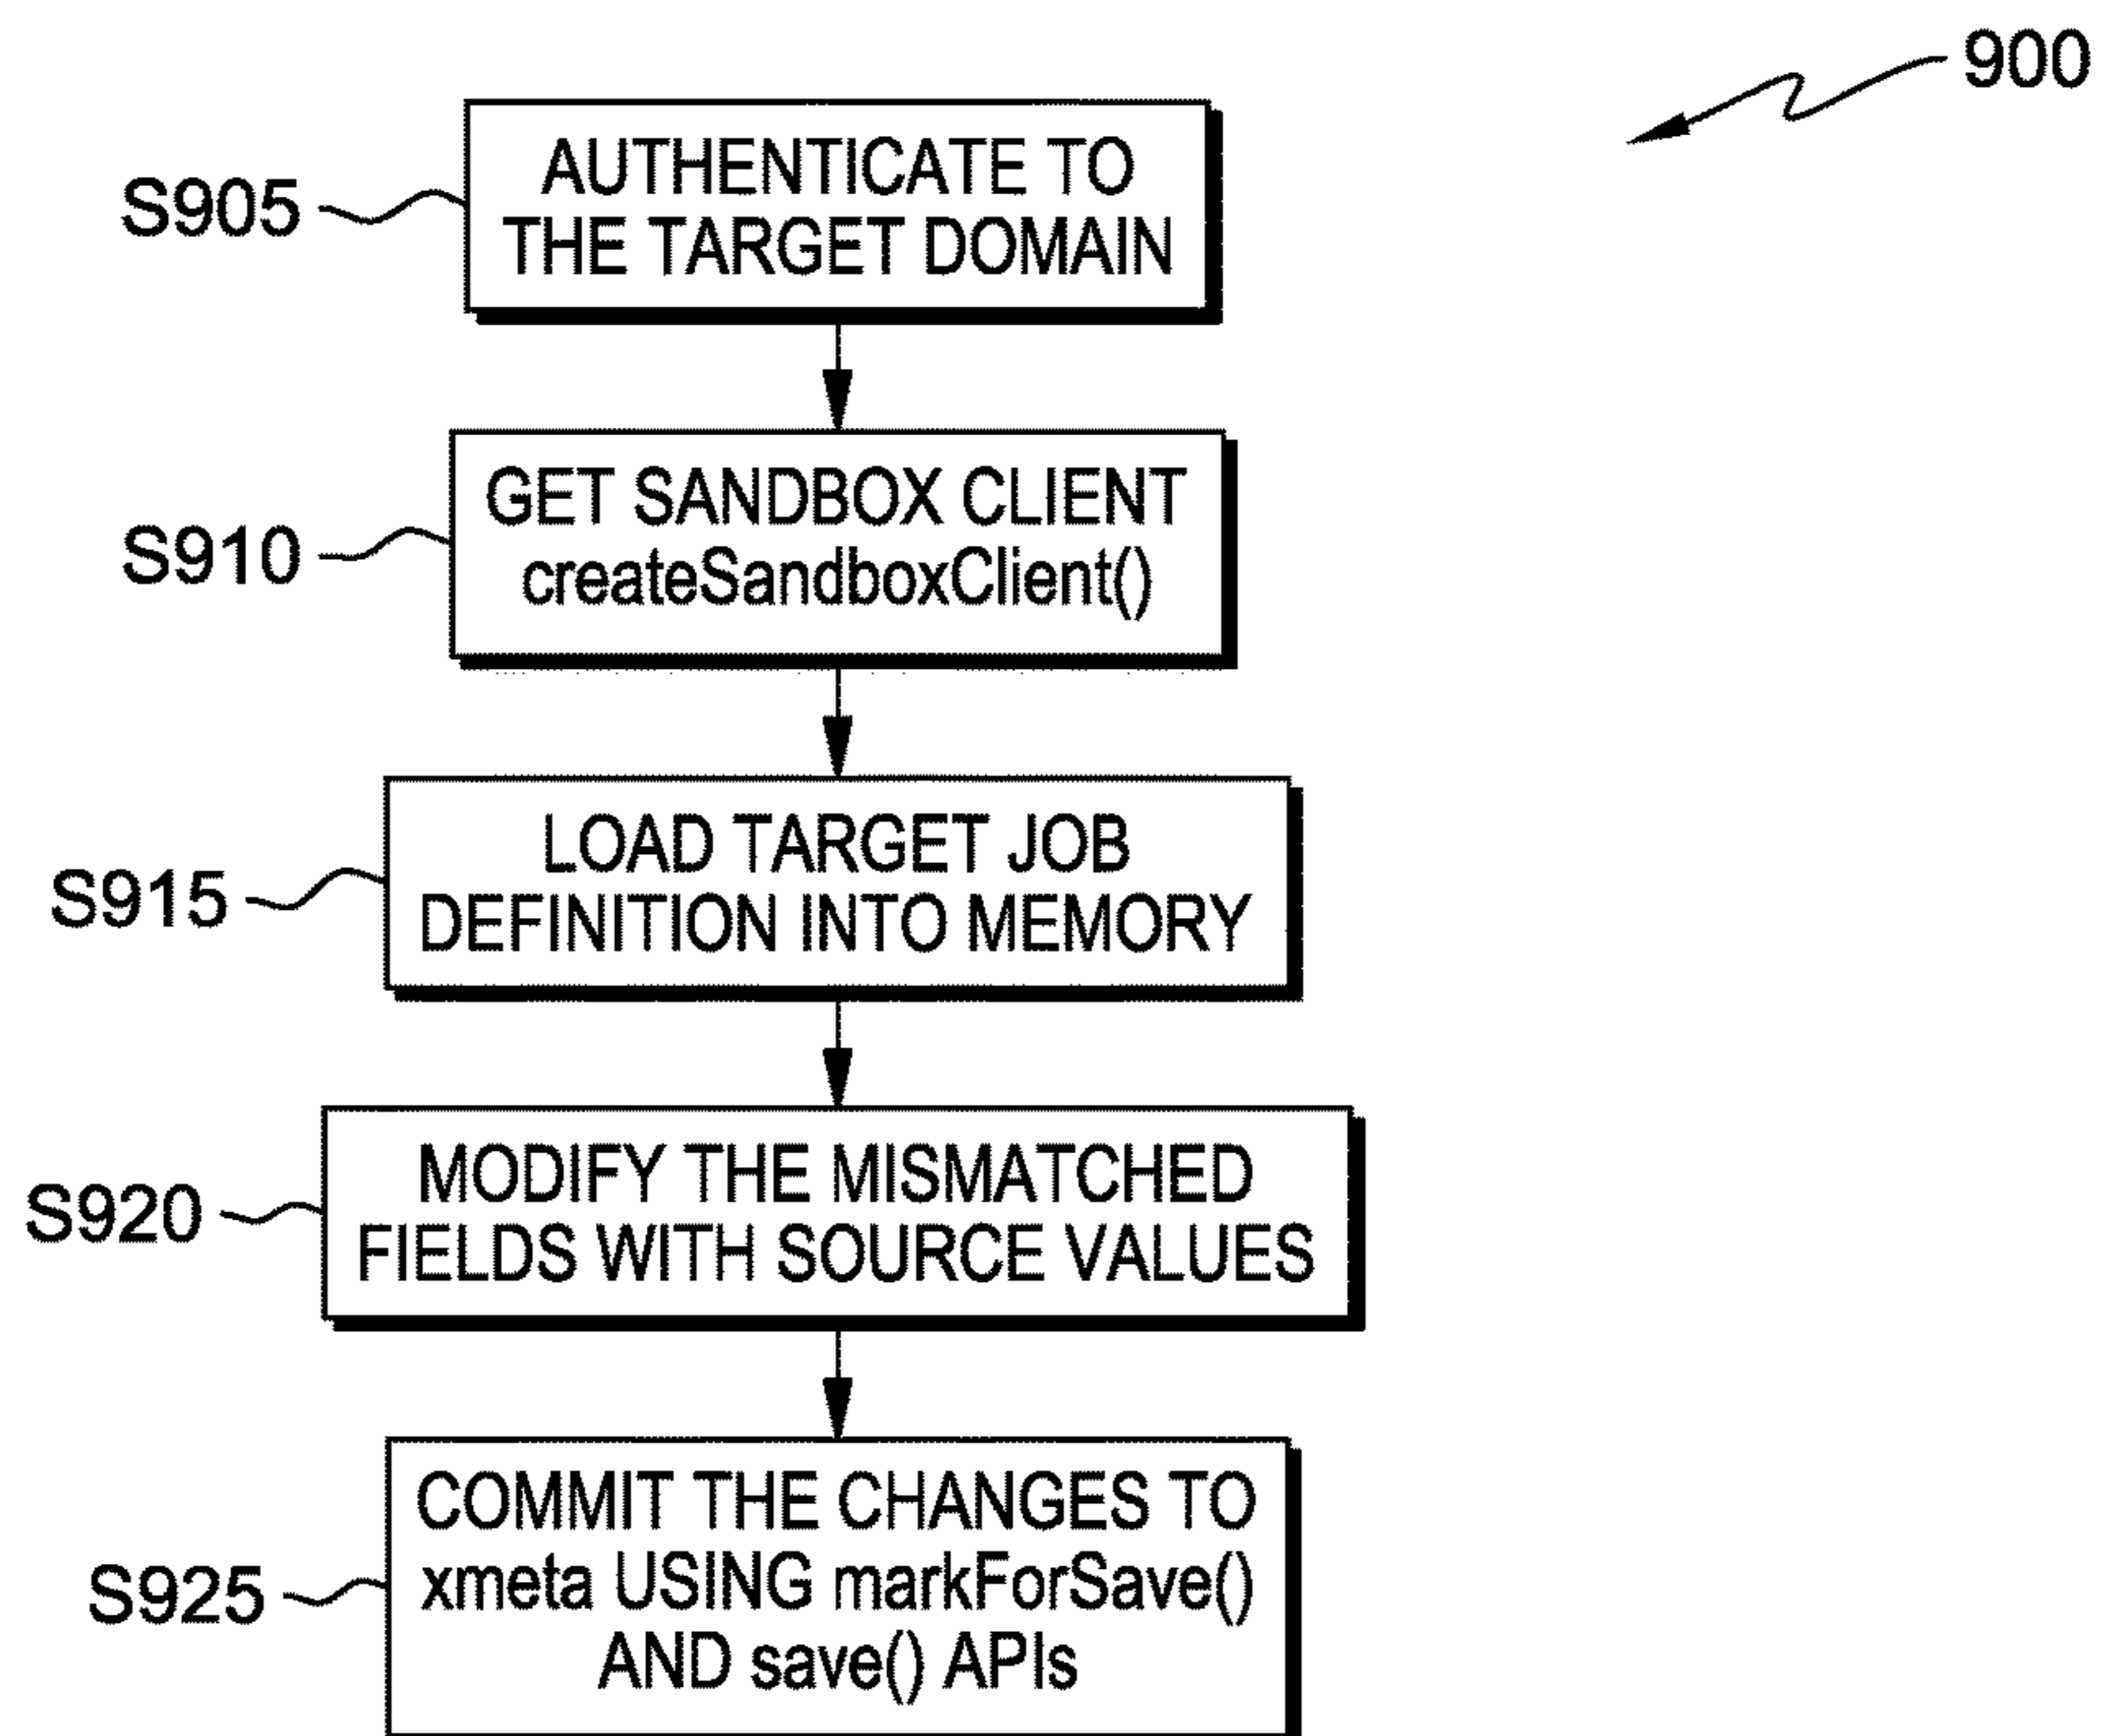 900
S905
AUTHENTICATE TO
THE TARGET DOMAIN
S910
GET SANDBOX CLIENT
createSandboxClient()
S915
LOAD TARGET JOB
DEFINITION INTO MEMORY
S920
MODIFY THE MISMATCHED
FIELDS WITH SOURCE VALUES
S925
COMMIT THE CHANGES TO
xmeta USING markForSave()
AND save() APIs